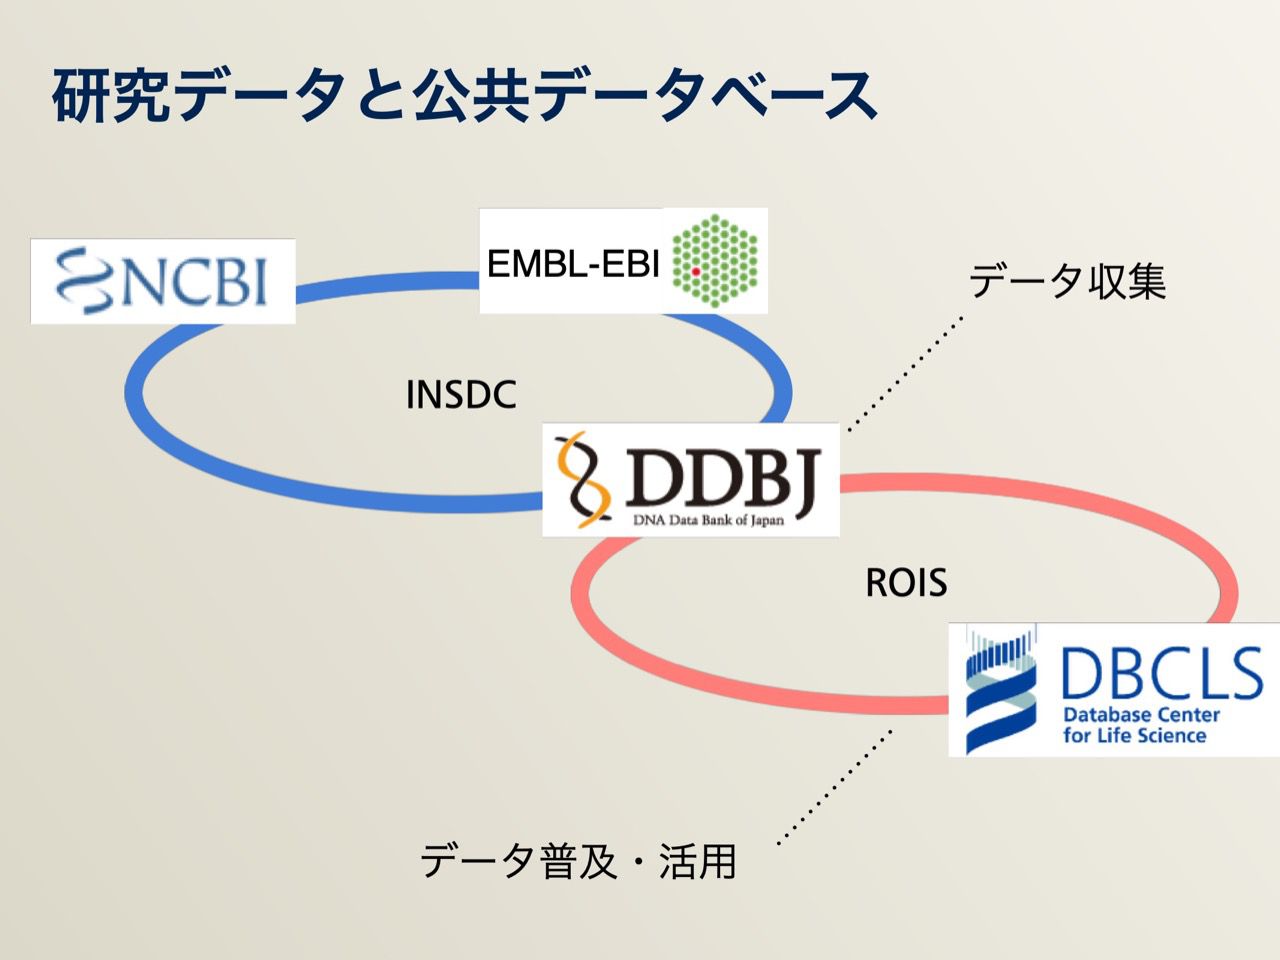 研究データと公共データベース
NCBI
EMBL-EBI
データ収集
INSDC
DDBJ
DNA Data Bank of Japan
ROIS
DBCLS
Database Center
for Life Science
データ普及・活用